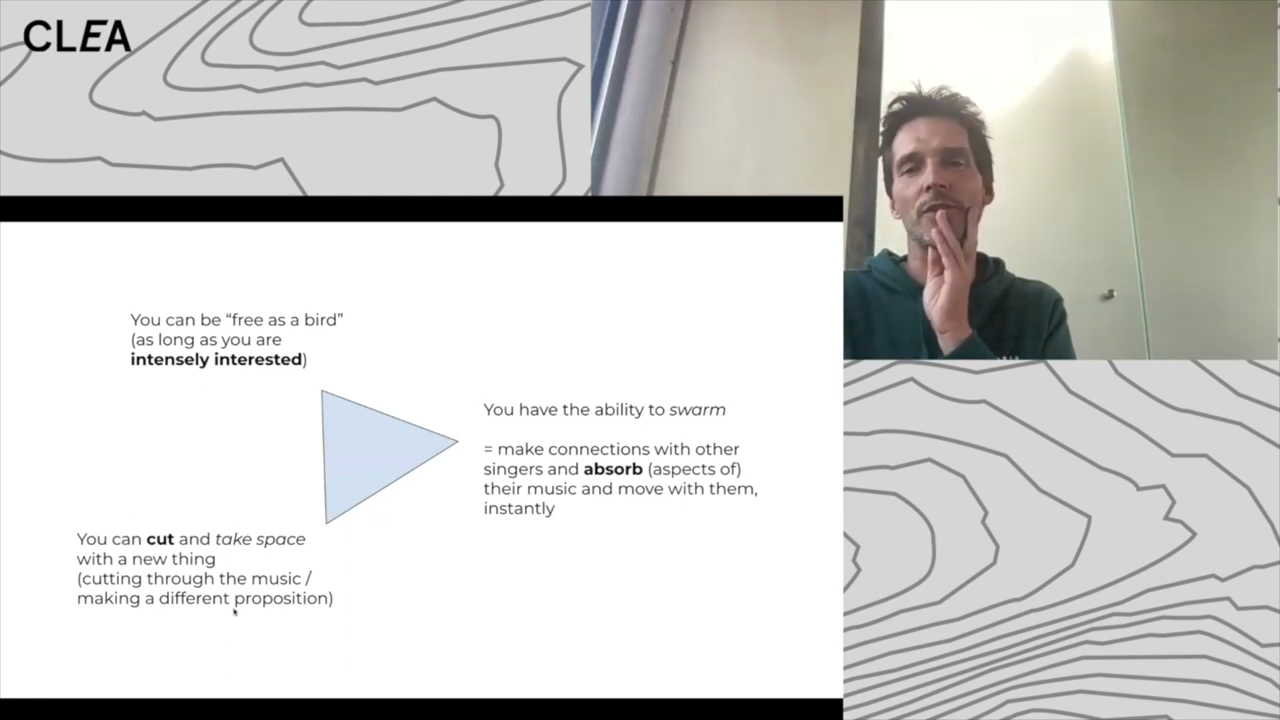 CLEA
You can be “free as a bird”
(as long as you are
intensely interested)
You have the ability to swarm
= make connections with other
singers and absorb (aspects of)
their music and move with them,
instantly
You can cut and take space
with a new thing
(cutting through the music /
making a different proposition)